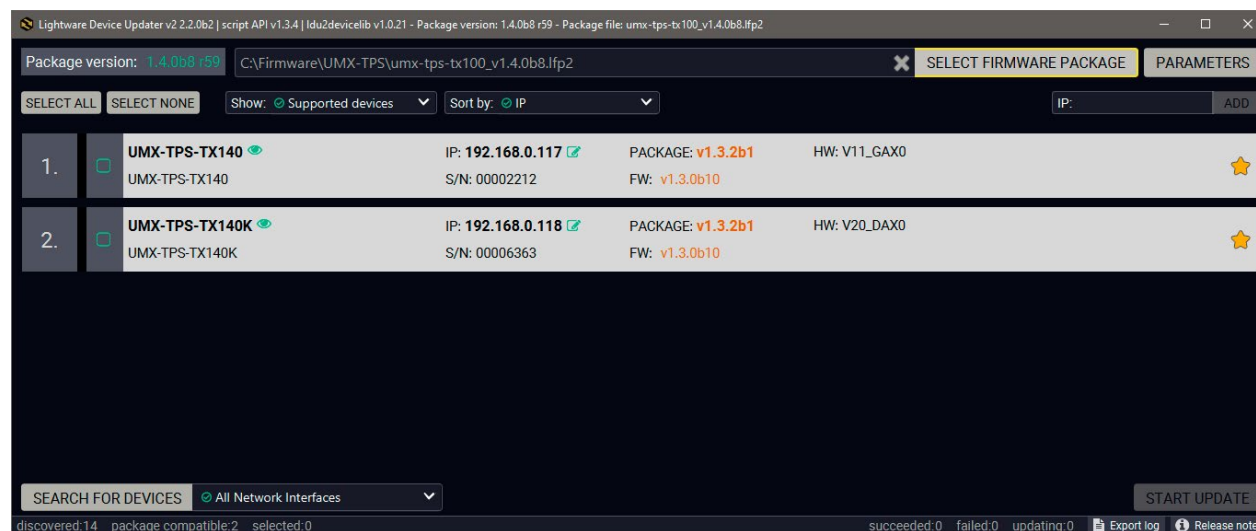 Lightware Device Updater v2 2.2.0b2 | script API v1.3.4 | ldu2devicelib v1.0.21 - Package version: 1.4.0b8 r59 - Package file: umx-tps-tx100_v1.4.0b8.lfp2
Package version: 1.4.0b8 r59 C:\Firmware\UMX-TPS\umx-tps-tx100_v1.4.0b8.lfp2 SELECT FIRMWARE PACKAGE PARAMETERS
SELECT ALL SELECT NONE Show: Supported devices Sort by: IP IP: ADD
1. UMX-TPS-TX140 IP: 192.168.0.117 PACKAGE: v1.3.2b1 HW: V11_GAX0
UMX-TPS-TX140 S/N: 00002212 FW: v1.3.0b10
2. UMX-TPS-TX140K IP: 192.168.0.118 PACKAGE: v1.3.2b1 HW: V20_DAX0
UMX-TPS-TX140K S/N: 00006363 FW: v1.3.0b10
SEARCH FOR DEVICES All Network Interfaces START UPDATE
discovered:14 package compatible:2 selected:0 succeeded:0 failed:0 updating:0 Export log Release note